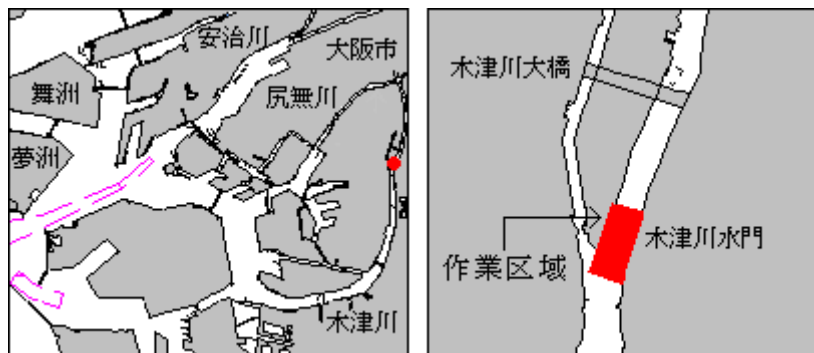 安治川
大阪市
舞洲
尻無川
夢洲
木津川
木津川大橋
木津川水門
作業区域